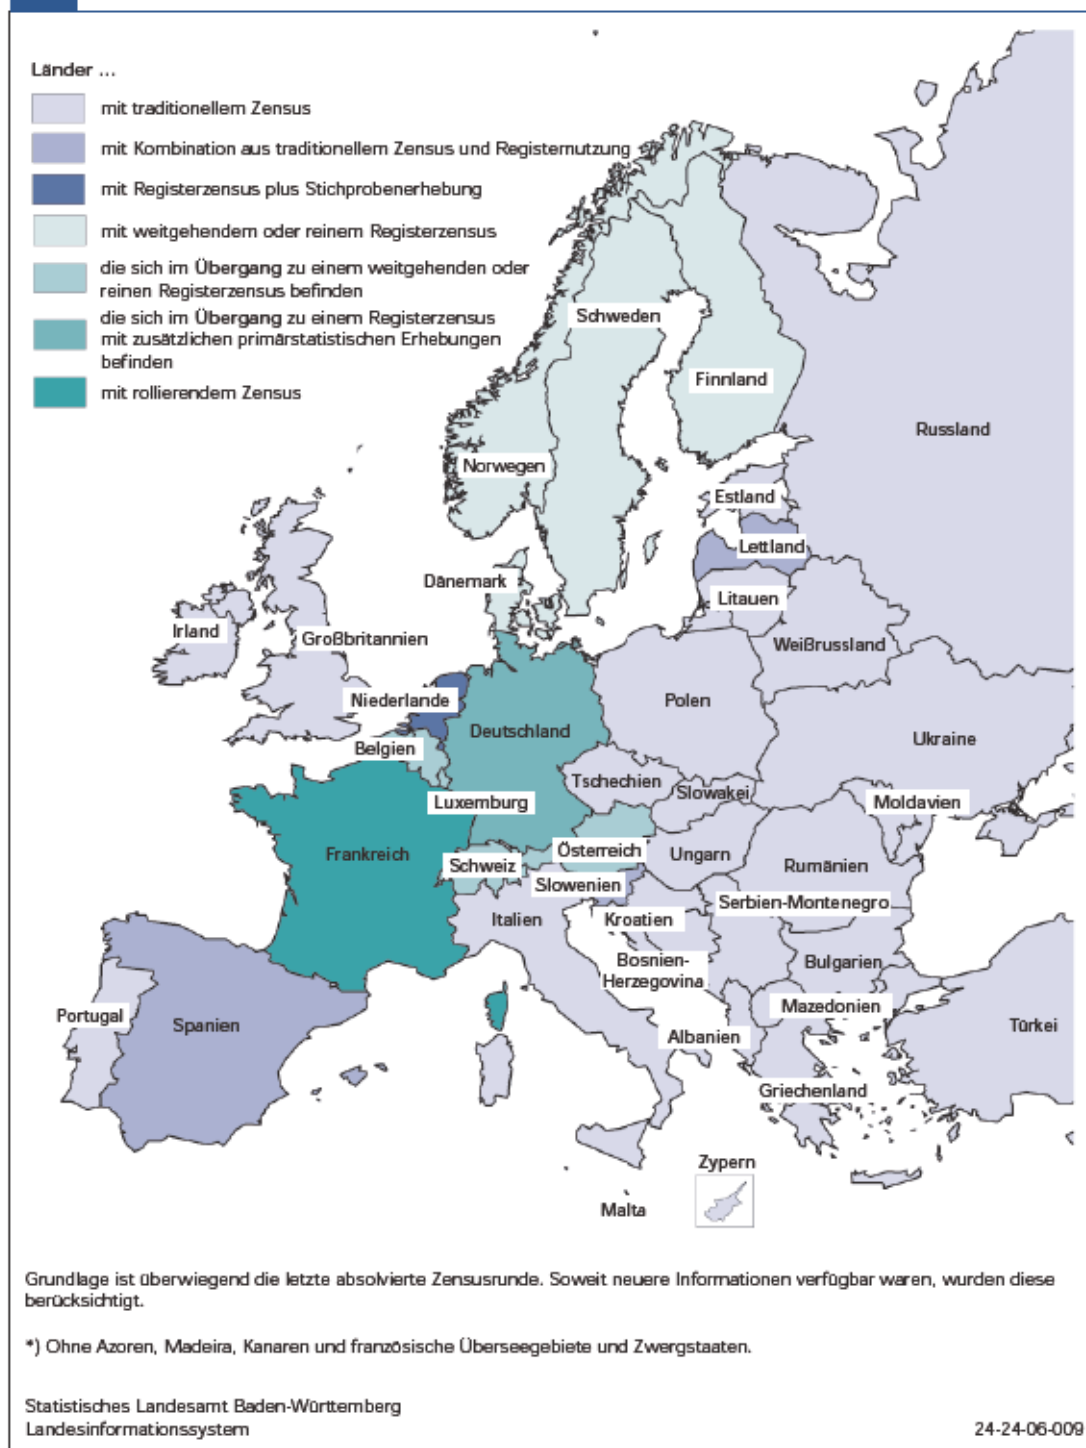 Länder ...
mit traditionellem Zensus
mit Kombination aus traditionellem Zensus und Registernutzung
mit Registerzensus plus Stichprobenerhebung
mit weitgehendem oder reinem Registerzensus
die sich im Übergang zu einem weitgehenden oder
reinen Registerzensus befinden
die sich im Übergang zu einem Registerzensus
mit zusätzlichen primärstatistischen Erhebungen
befinden
mit rollierendem Zensus
Schweden
Finnland
Russland
Norwegen
Estland
Lettland
Dänemark
Litauen
Irland
Großbritannien
Weißrussland
Niederlande
Polen
Deutschland
Ukraine
Belgien
Tschechien
Slowakei
Luxemburg
Moldavien
Frankreich
Österreich
Ungarn
Schweiz
Rumänien
Slowenien
Serbien-Montenegro
Italien
Kroatien
Bosnien-
Herzegovina
Bulgarien
Mazedonien
Portugal
Spanien
Albanien
Türkei
Griechenland
Zypern
Malta
Grundlage ist überwiegend die letzte absolvierte Zensusrunde. Soweit neuere Informationen verfügbar waren, wurden diese
berücksichtigt.
*) Ohne Azoren, Madeira, Kanaren und französische Überseegebiete und Zwergstaaten.
Statistisches Landesamt Baden-Württemberg
Landesinformationssystem
24-24-06-009